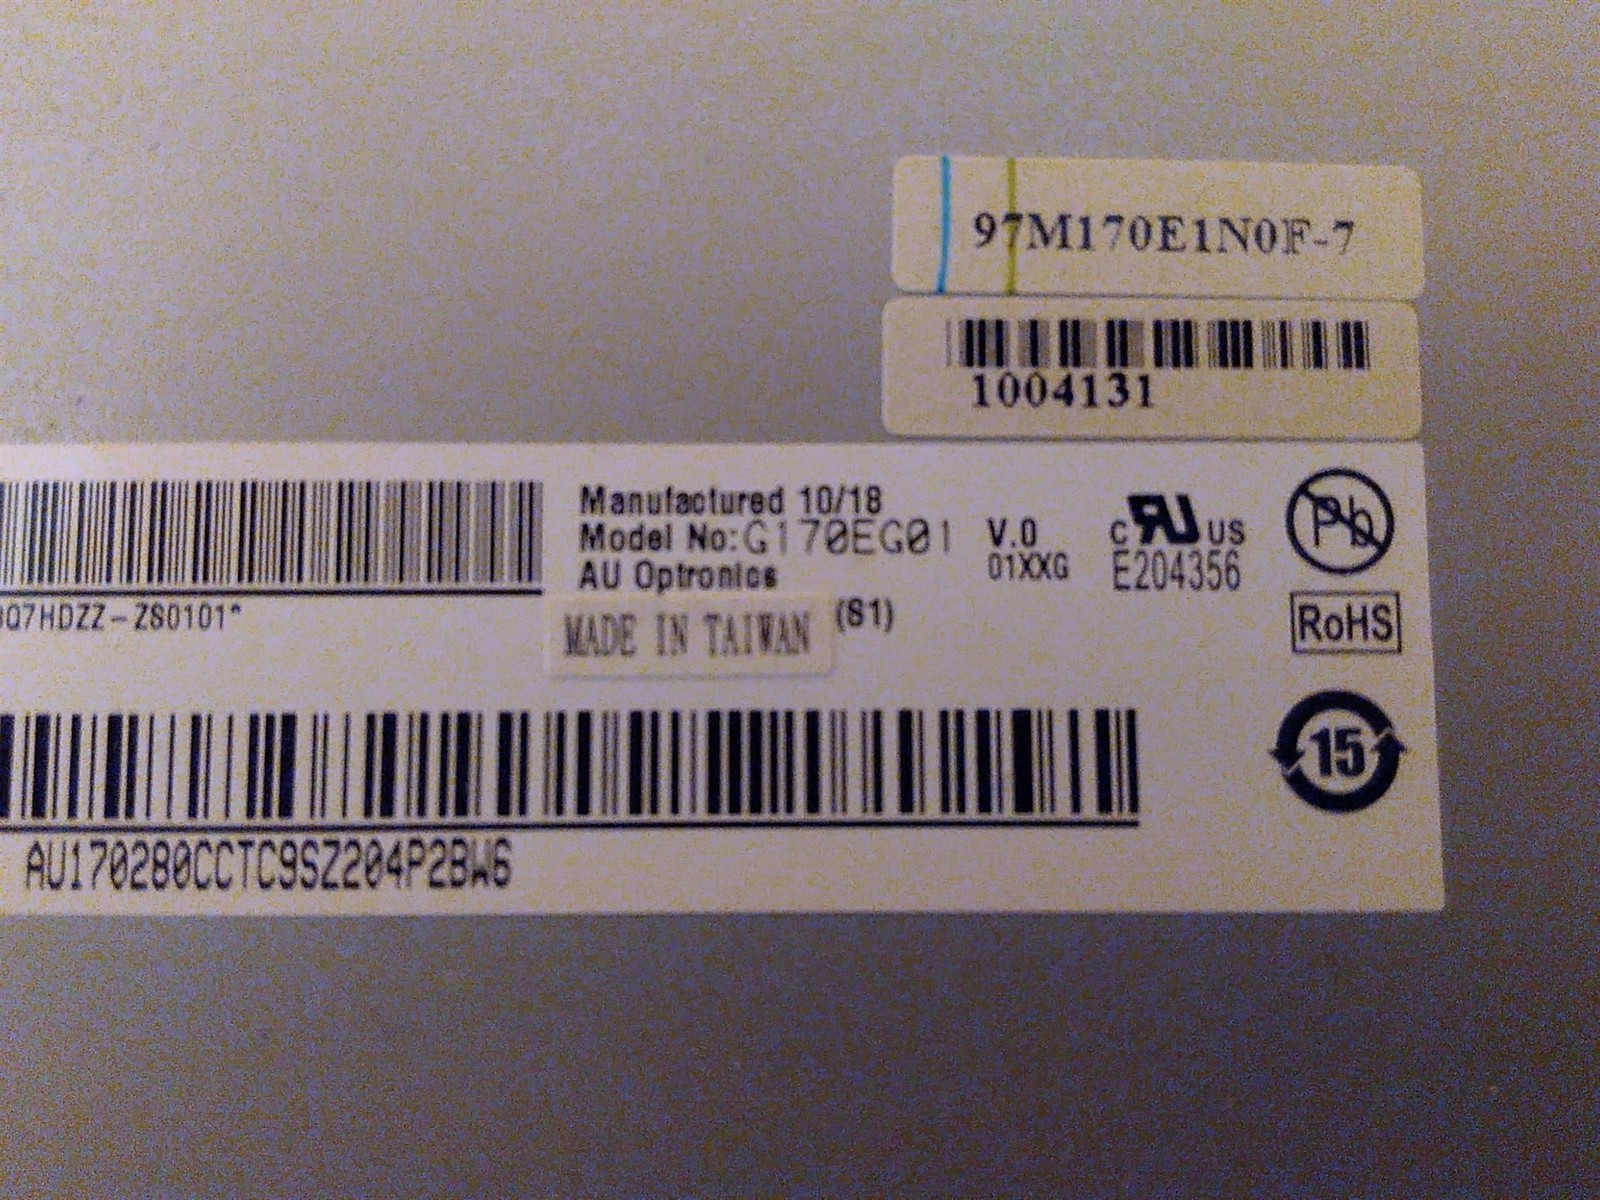 97M170E1N0F-7
1004131
Manufactured 10/18
Model No:G170EG01 V.0
AU Optronics 01XXG
c US
E204356
Pb
Q7HDZZ-ZS0101*
MADE IN TAIWAN (S1)
RoHS
15
AU170280CCTC9SZ204P2BW6